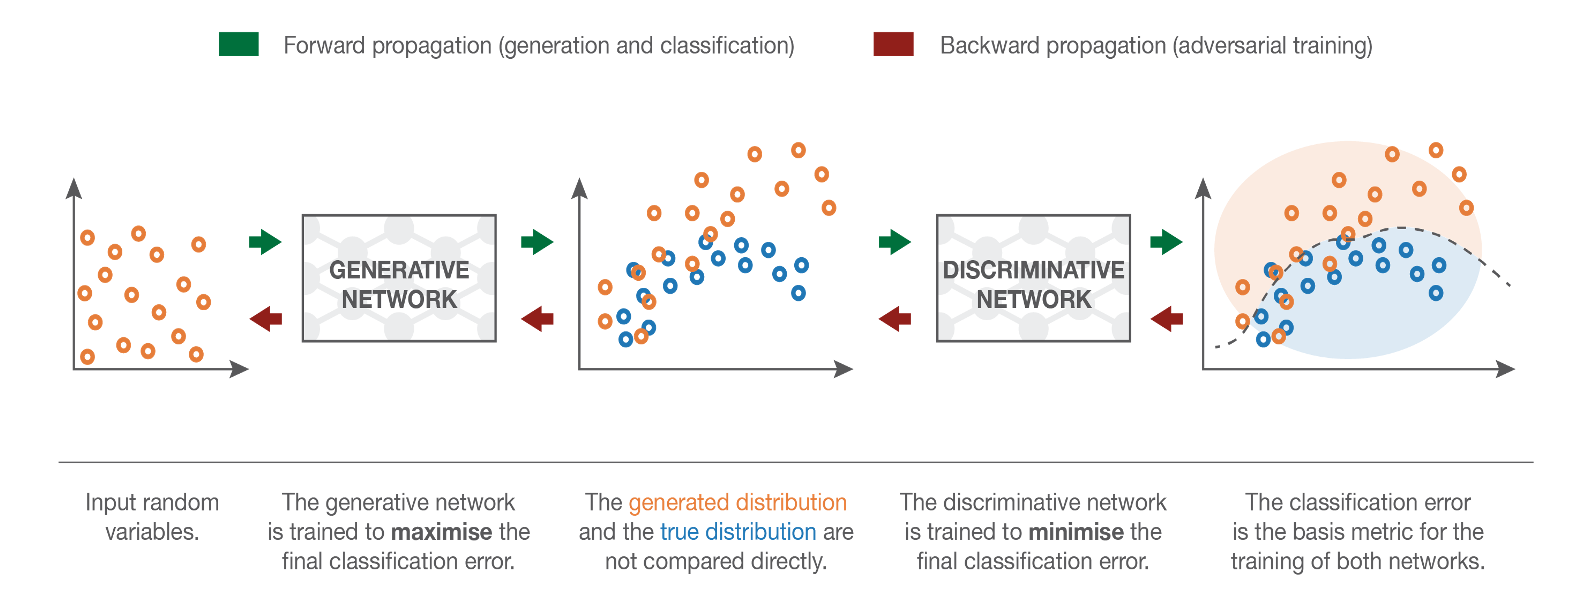 Forward propagation (generation and classification)
Backward propagation (adversarial training)
GENERATIVE
NETWORK
DISCRIMINATIVE
NETWORK
Input random
variables.
The generative network
is trained to maximise the
final classification error.
The generated distribution
and the true distribution are
not compared directly.
The discriminative network
is trained to minimise the
final classification error.
The classification error
is the basis metric for the
training of both networks.